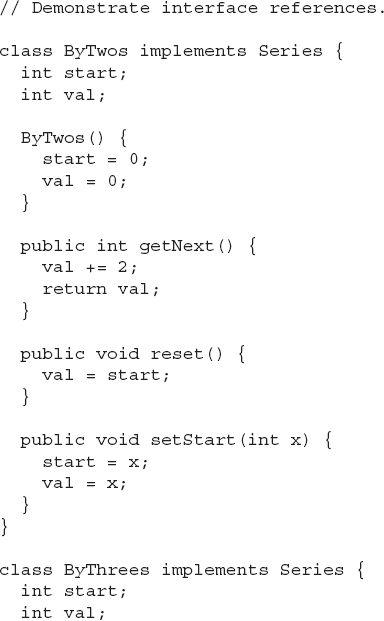 // Demonstrate interface references.
class ByTwos implements Series {
int start;
int val;
ByTwos() {
start = 0;
val = 0;
}
public int getNext() {
val += 2;
return val;
}
public void reset() {
val = start;
}
public void setStart(int x) {
start = x;
val = x;
}
}
class ByThrees implements Series {
int start;
int val;